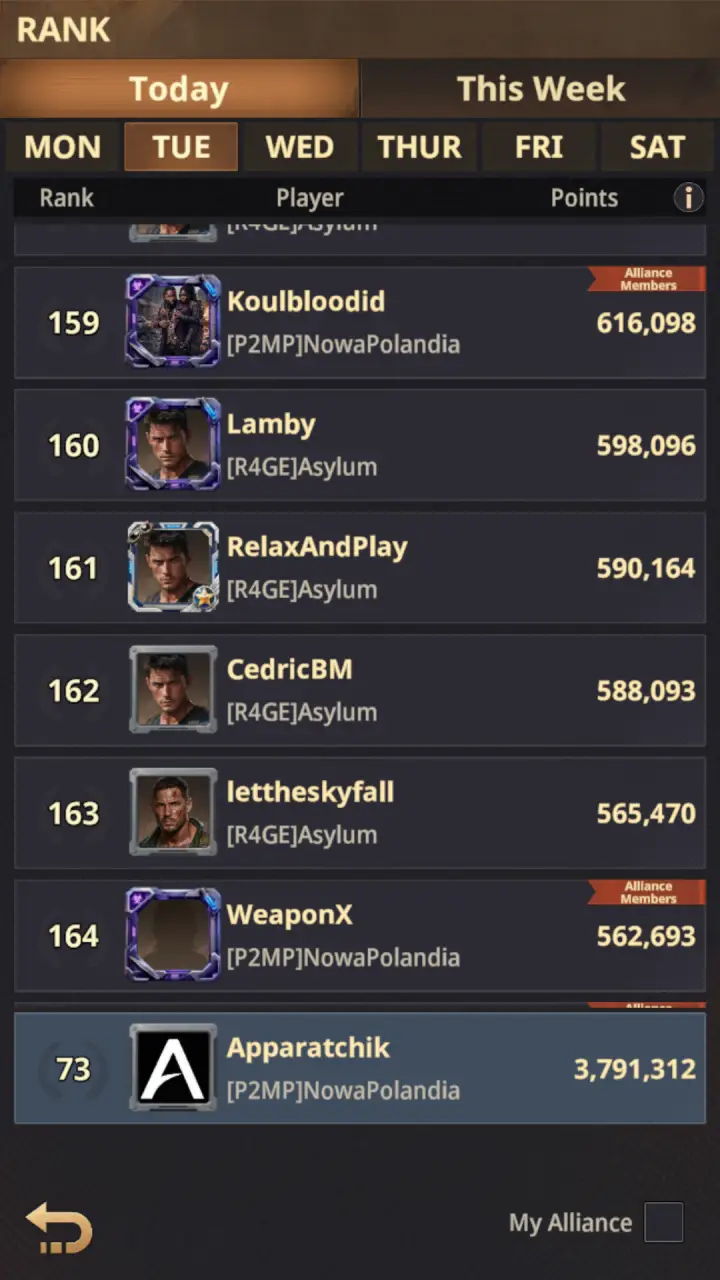 RANK
Today
This Week
MON
TUE
WED
THUR
FRI
SAT
Rank
Player
Points
i
[R4GE]Asylum
Alliance
Members
159
Koulbloodid
[P2MP]NowaPolandia
616,098
160
Lamby
[R4GE]Asylum
598,096
161
RelaxAndPlay
[R4GE]Asylum
590,164
162
CedricBM
[R4GE]Asylum
588,093
163
lettheskyfall
[R4GE]Asylum
565,470
Alliance
Members
164
WeaponX
[P2MP]NowaPolandia
562,693
Alliance
73
A
Apparatchik
[P2MP]NowaPolandia
3,791,312
My Alliance